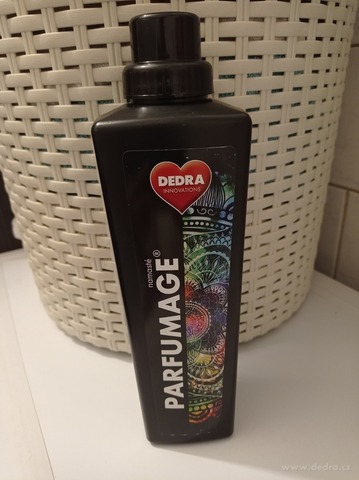 DEDRA
INNOVATIONS
namasté
PARFUMAGE®
www.dedra.cz